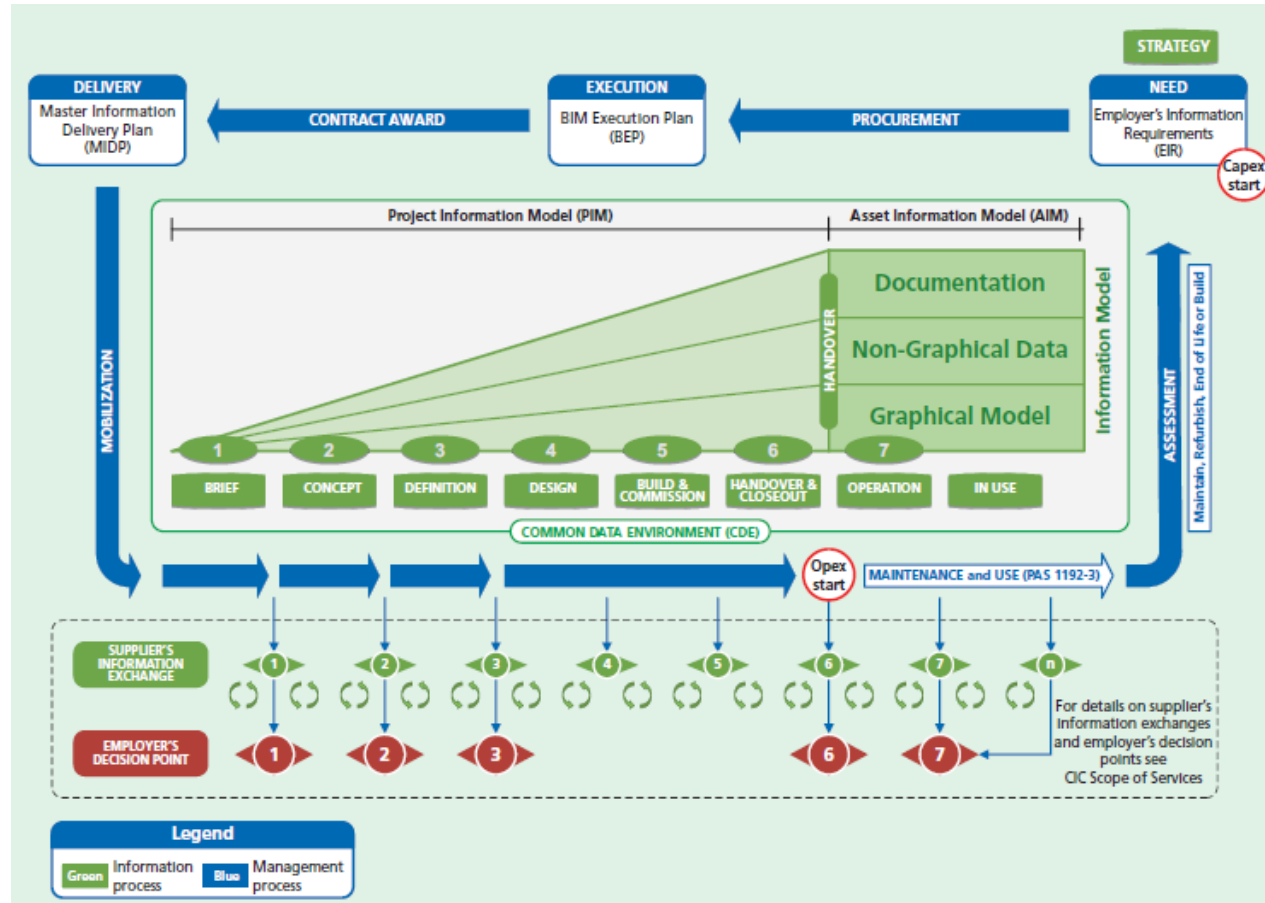 STRATEGY
DELIVERY
Master Information
Delivery Plan
(MIDP)
CONTRACT AWARD
EXECUTION
BIM Execution Plan
(BEP)
PROCUREMENT
NEED
Employer's Information
Requirements
(EIR)
Capex
start
Project Information Model (PIM)
Asset Information Model (AIM)
MOBILIZATION
HANDOVER
Documentation
Non-Graphical Data
Graphical Model
Information Model
ASSESSMENT
Maintain, Refurbish, End of Life or Build
1
2
3
4
5
6
7
BRIEF
CONCEPT
DEFINITION
DESIGN
BUILD &
COMMISSION
HANDOVER &
CLOSEOUT
OPERATION
IN USE
COMMON DATA ENVIRONMENT (CDE)
Opex
start
MAINTENANCE and USE (PAS 1192-3)
SUPPLIER'S
INFORMATION
EXCHANGE
1
2
3
4
5
6
7
n
For details on supplier's
information exchanges
and employer's decision
points see
CIC Scope of Services
EMPLOYER'S
DECISION POINT
1
2
3
6
7
Legend
Green
Information
process
Blue
Management
process